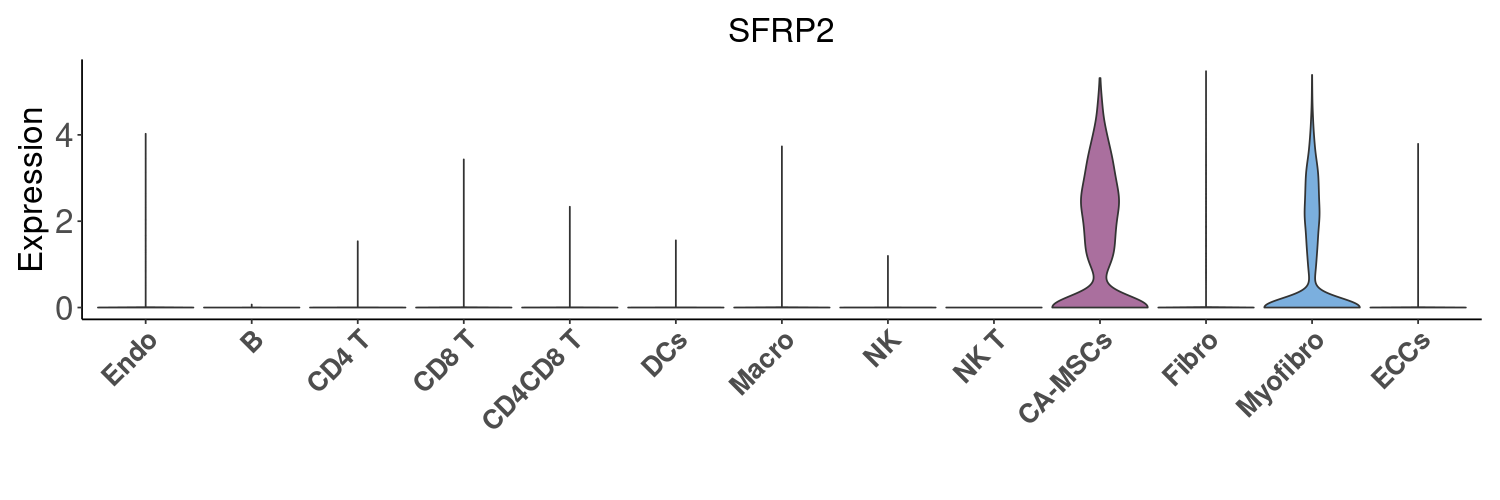 SFRP2
Expression
4
2
0
Endo
B
CD4 T
CD8 T
CD4CD8 T
DCs
Macro
NK
NK T
CA-MSCs
Fibro
Myofibro
ECCs